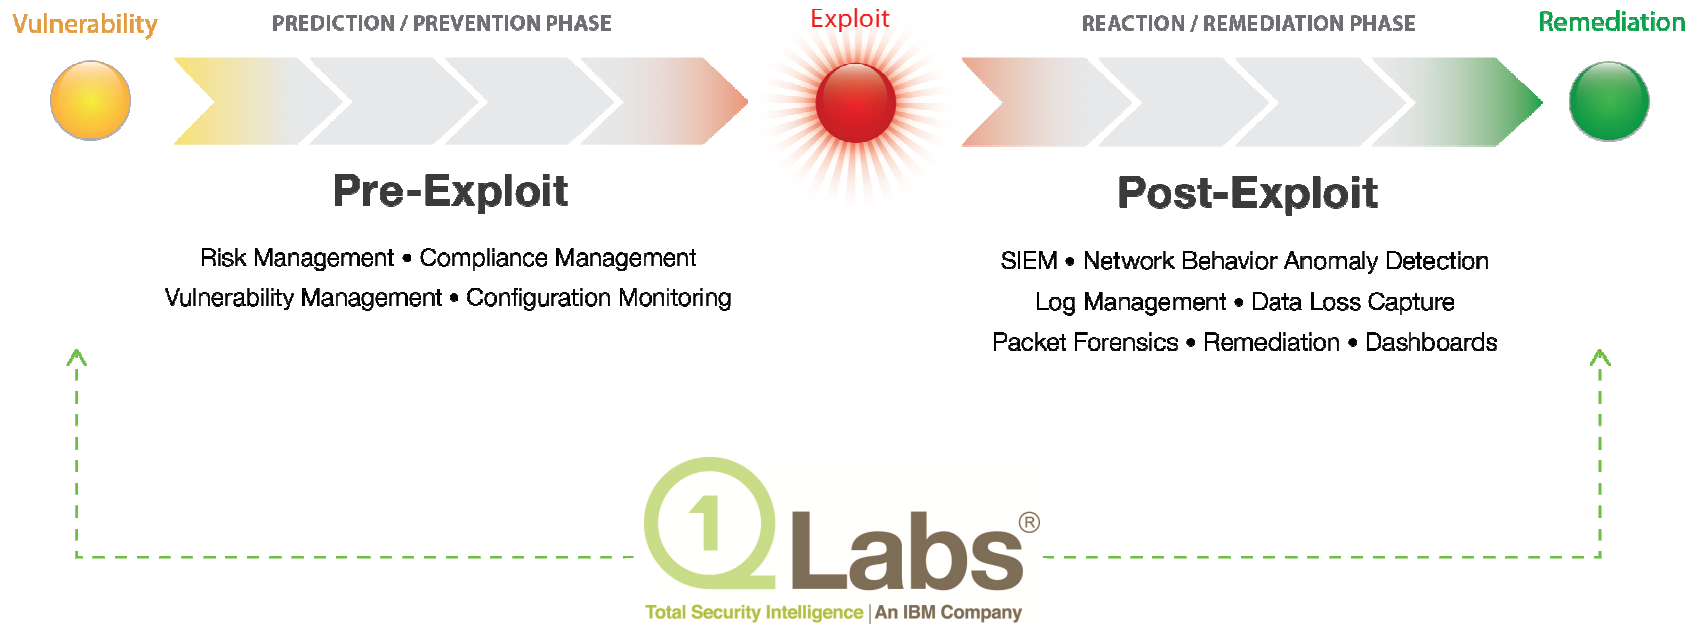 Vulnerability
PREDICTION / PREVENTION PHASE
Exploit
REACTION / REMEDIATION PHASE
Remediation
Pre-Exploit
Risk Management • Compliance Management
Vulnerability Management • Configuration Monitoring
Post-Exploit
SIEM • Network Behavior Anomaly Detection
Log Management • Data Loss Capture
Packet Forensics • Remediation • Dashboards
Q1 Labs®
Total Security Intelligence | An IBM Company